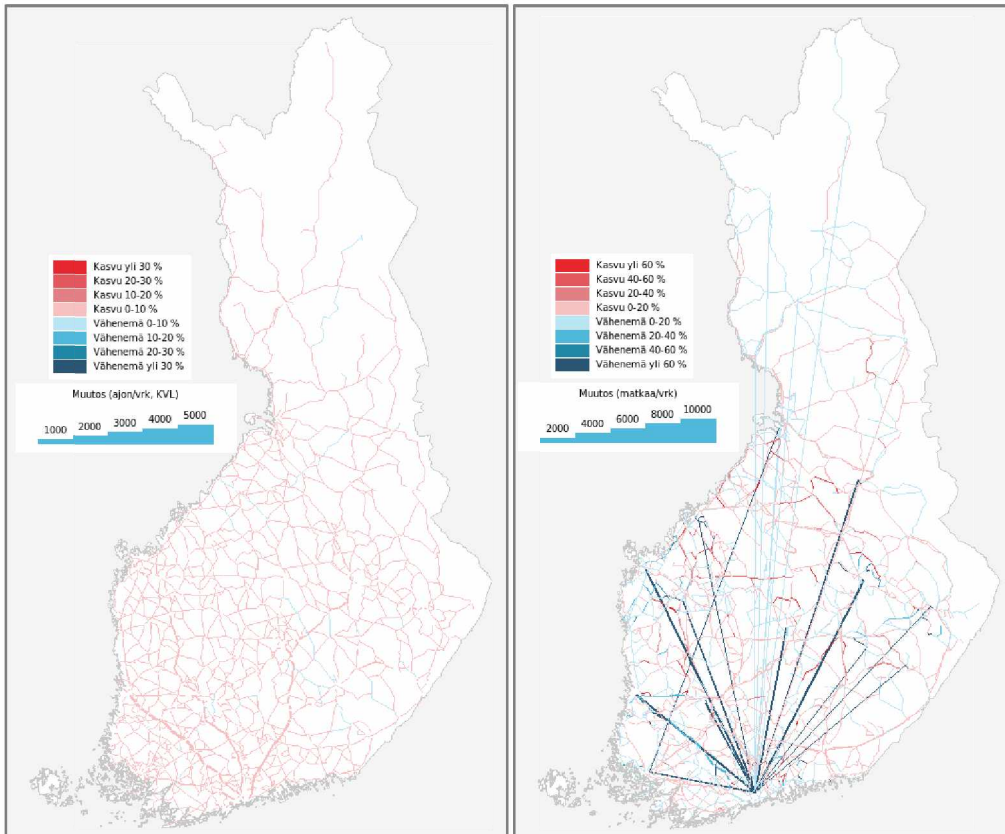 Kasvu yli 30 %
Kasvu 20-30 %
Kasvu 10-20 %
Kasvu 0-10 %
Vähenemä 0-10 %
Vähenemä 10-20 %
Vähenemä 20-30 %
Vähenemä yli 30 %
Muutos (ajon/vrk, KVL)
1000 2000 3000 4000 5000
Kasvu yli 60 %
Kasvu 40-60 %
Kasvu 20-40 %
Kasvu 0-20 %
Vähenemä 0-20 %
Vähenemä 20-40 %
Vähenemä 40-60 %
Vähenemä yli 60 %
Muutos (matkaa/vrk)
2000 4000 6000 8000 10000